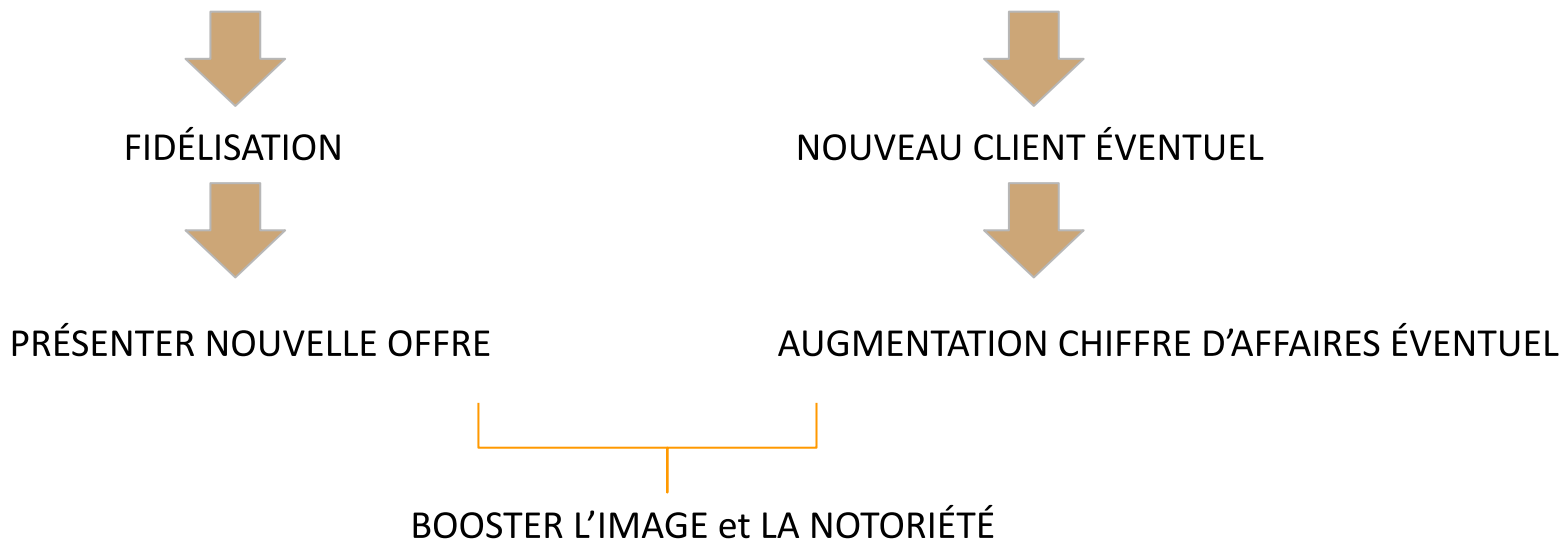 FIDÉLISATION
NOUVEAU CLIENT ÉVENTUEL
PRÉSENTER NOUVELLE OFFRE
AUGMENTATION CHIFFRE D’AFFAIRES ÉVENTUEL
BOOSTER L’IMAGE et LA NOTORIÉTÉ